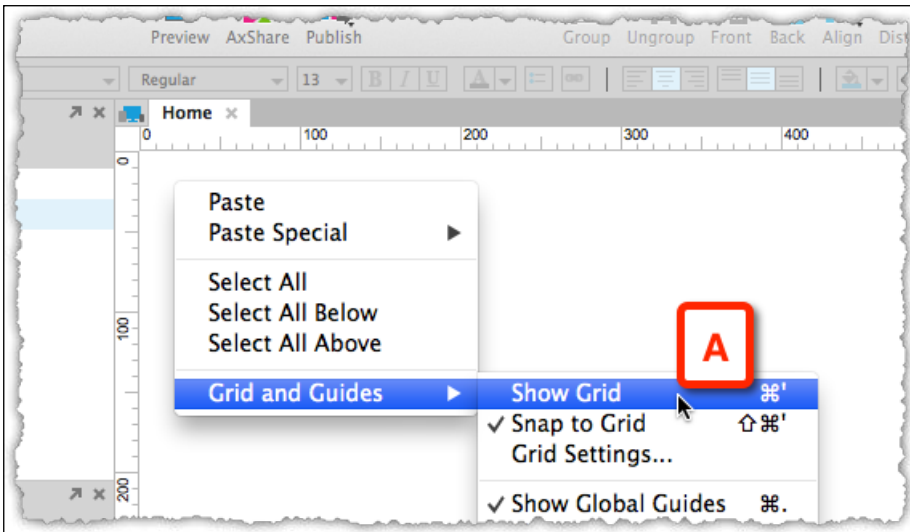 Preview AxShare Publish Group Ungroup Front Back Align
Regular 13 B I U A
Home
0 100 200 300 400
0
Paste
Paste Special
Select All
Select All Below
100
Select All Above
A
Grid and Guides Show Grid ⌘'
✓ Snap to Grid ⇧⌘'
Grid Settings...
200
✓ Show Global Guides ⌘.